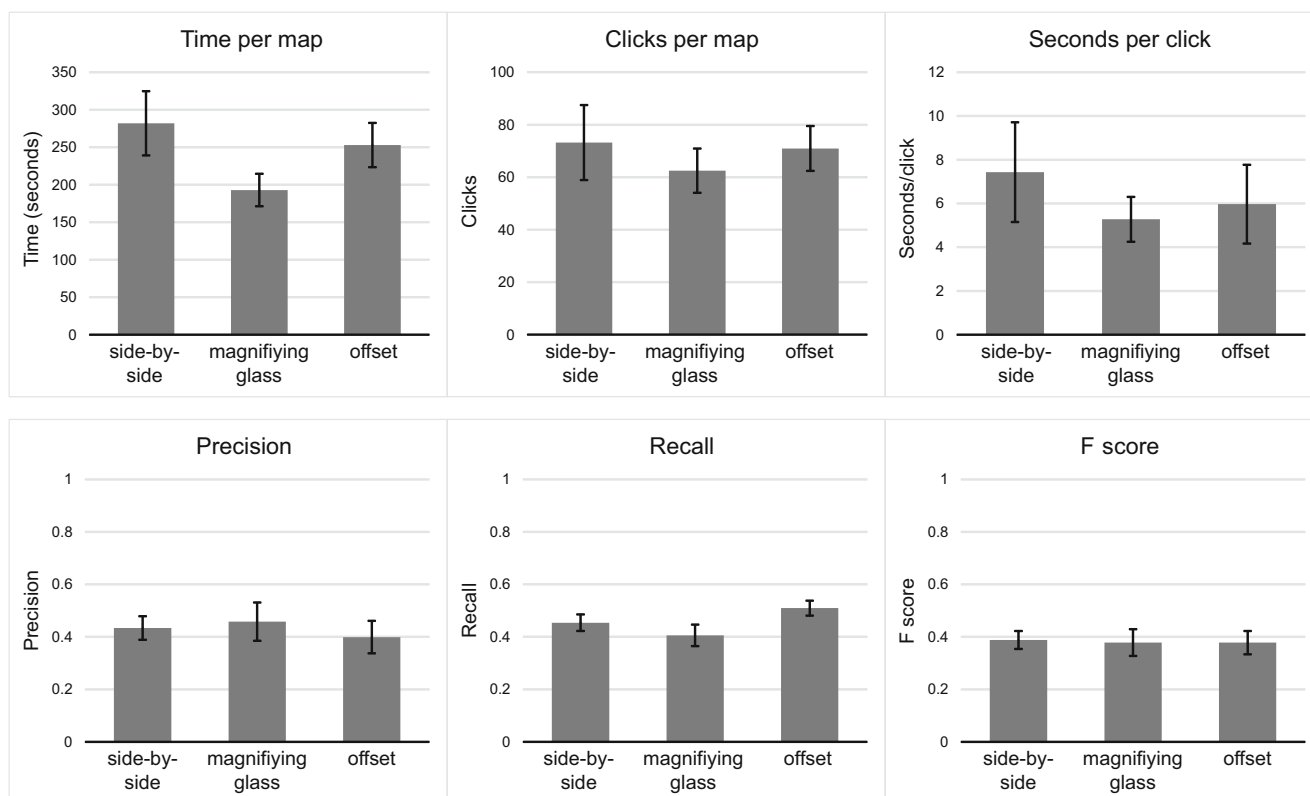 Time per map
Time (seconds)
350
300
250
200
150
100
50
0
side-by-
side
magnifiying
glass
offset
Clicks per map
Clicks
100
80
60
40
20
0
side-by-
side
magnifiying
glass
offset
Seconds per click
Seconds/click
12
10
8
6
4
2
0
side-by-
side
magnifiying
glass
offset
Precision
Precision
1
0.8
0.6
0.4
0.2
0
side-by-
side
magnifiying
glass
offset
Recall
Recall
1
0.8
0.6
0.4
0.2
0
side-by-
side
magnifiying
glass
offset
F score
F score
1
0.8
0.6
0.4
0.2
0
side-by-
side
magnifiying
glass
offset